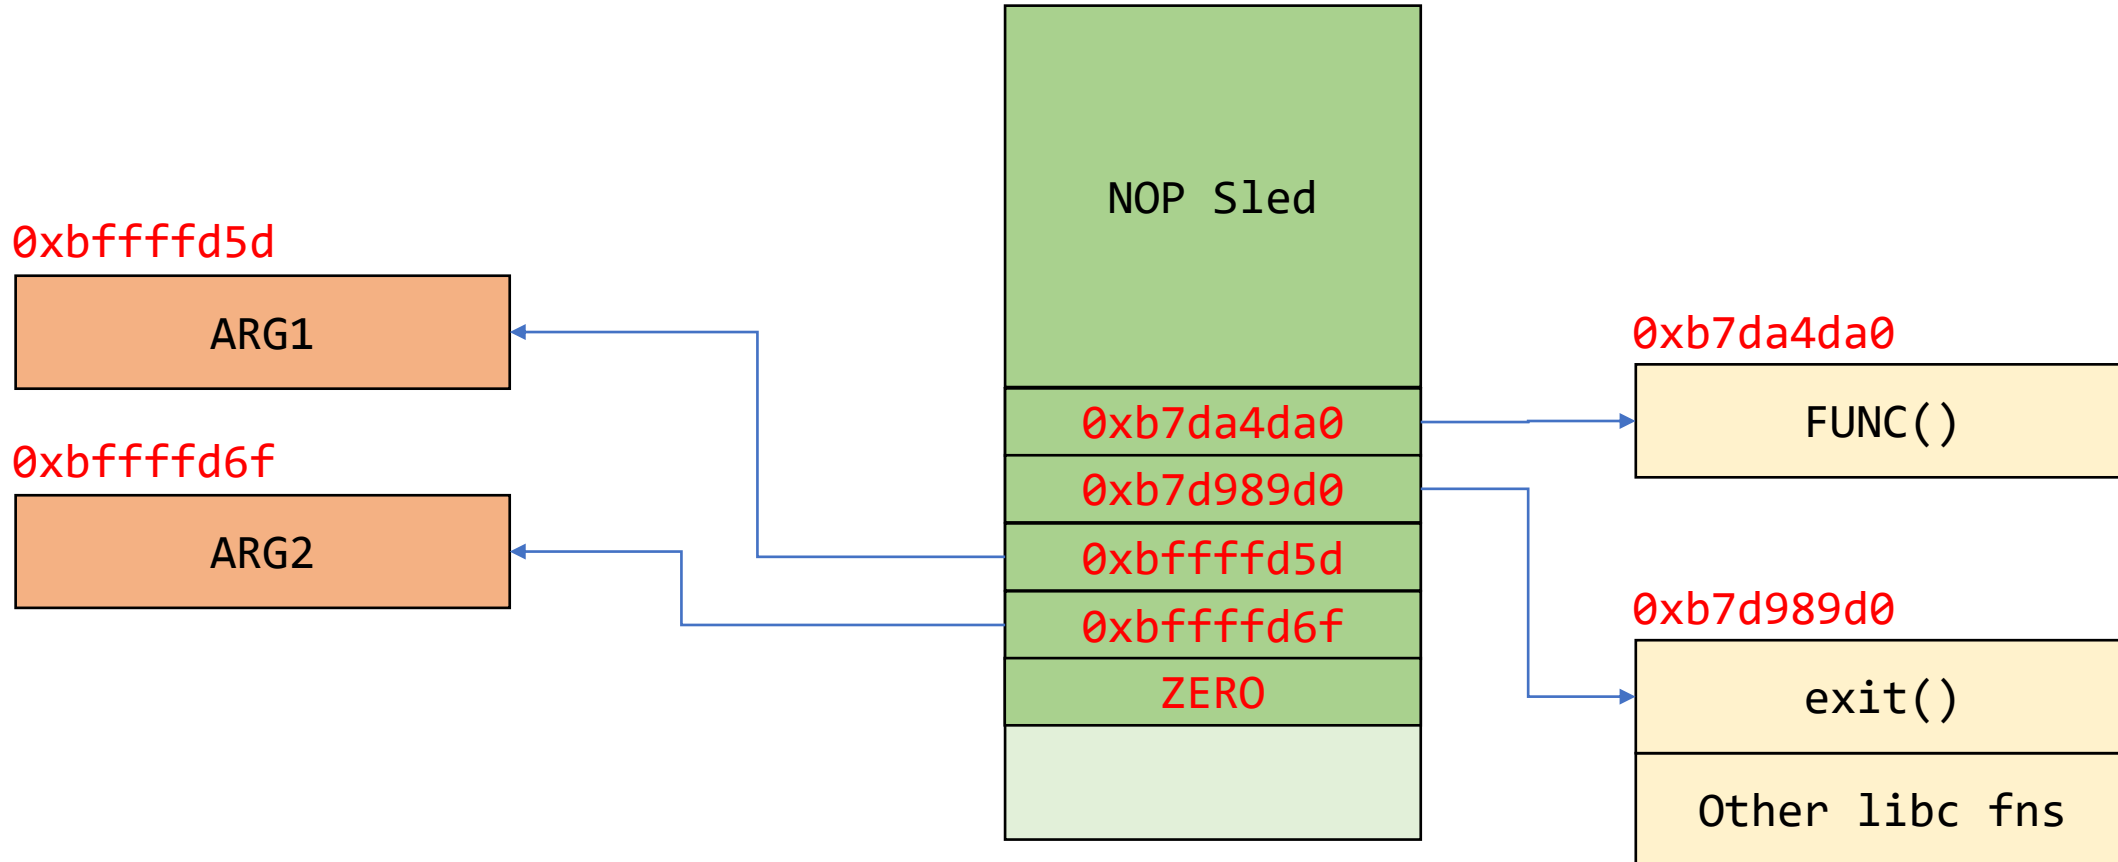 0xbffffd5d
ARG1
0xbffffd6f
ARG2
NOP Sled
0xb7da4da0
0xb7d989d0
0xbffffd5d
0xbffffd6f
ZERO
0xb7da4da0
FUNC()
0xb7d989d0
exit()
Other libc fns